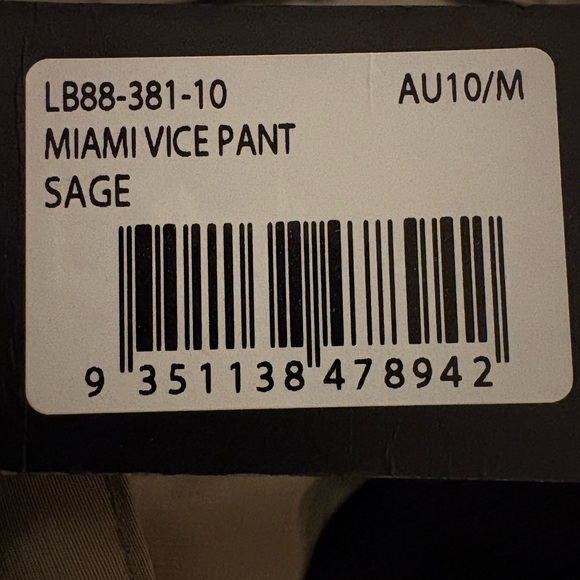 LB88-381-10 AU10/M
MIAMI VICE PANT
SAGE
9 351138 478942